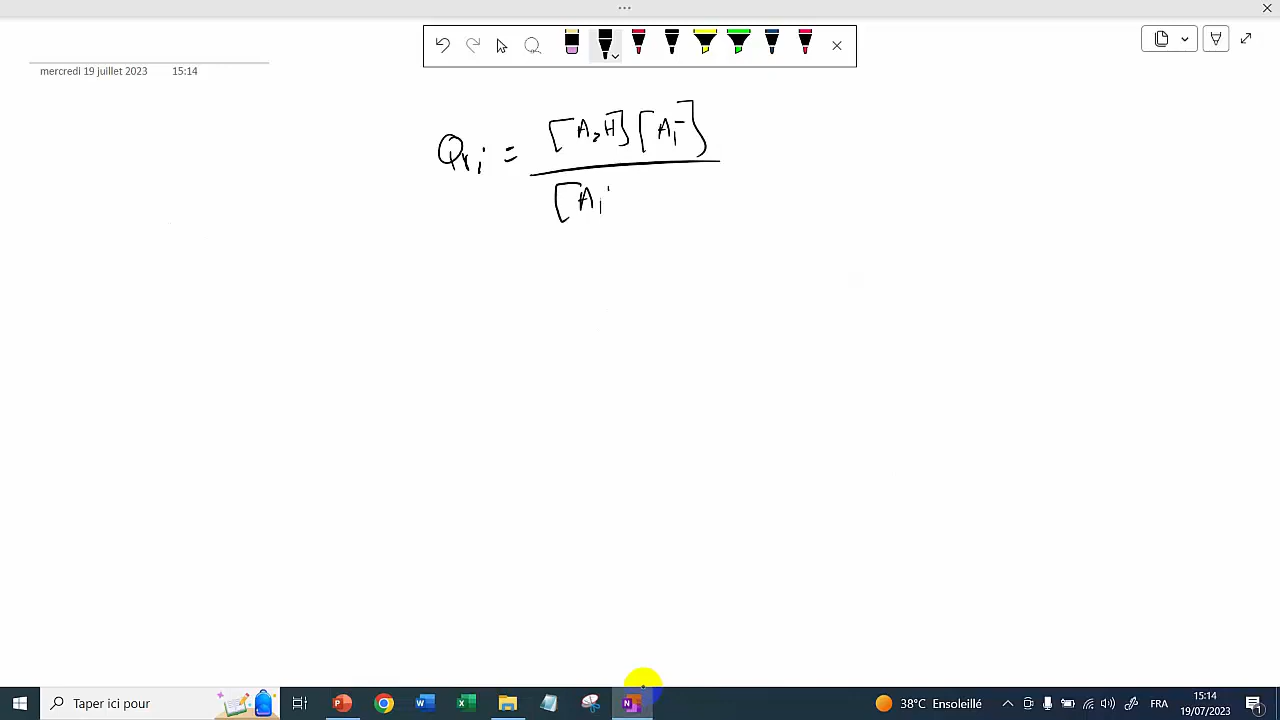 mercredi 19 juillet 2023 15:14
Qri = [A2H][A1-]
[A1
Taper ici pour
38°C Ensoleillé
FRA
15:14
19/07/2023